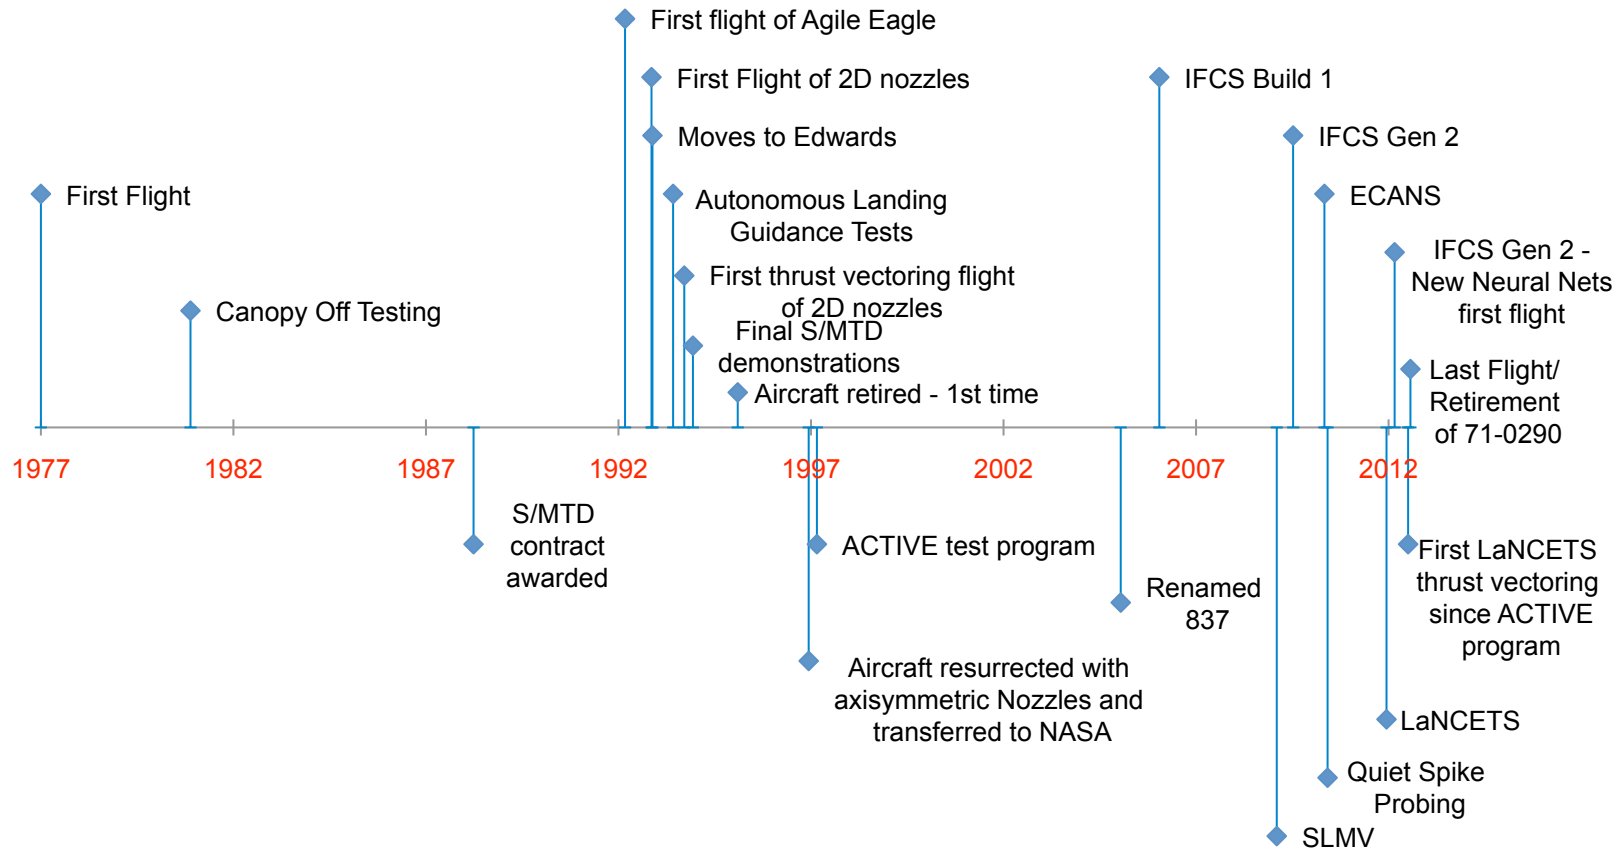 First flight of Agile Eagle
First Flight of 2D nozzles
IFCS Build 1
Moves to Edwards
IFCS Gen 2
First Flight
Autonomous Landing
Guidance Tests
ECANS
IFCS Gen 2 -
New Neural Nets
first flight
First thrust vectoring flight
of 2D nozzles
Canopy Off Testing
Final S/MTD
demonstrations
Aircraft retired - 1st time
Last Flight/
Retirement
of 71-0290
1977
1982
1987
1992
1997
2002
2007
2012
S/MTD
contract
awarded
ACTIVE test program
First LaNCETS
thrust vectoring
since ACTIVE
program
Renamed
837
Aircraft resurrected with
axisymmetric Nozzles and
transferred to NASA
LaNCETS
Quiet Spike
Probing
SLMV